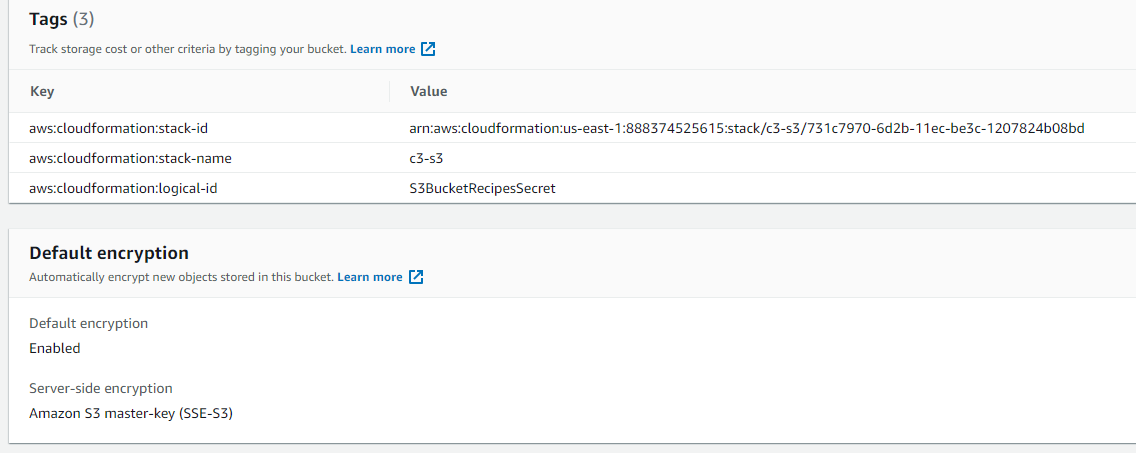 Tags (3)
Track storage cost or other criteria by tagging your bucket. Learn more
Key Value
aws:cloudformation:stack-id arn:aws:cloudformation:us-east-1:888374525615:stack/c3-s3/731c7970-6d2b-11ec-be3c-1207824b08bd
aws:cloudformation:stack-name c3-s3
aws:cloudformation:logical-id S3BucketRecipesSecret
Default encryption
Automatically encrypt new objects stored in this bucket. Learn more
Default encryption
Enabled
Server-side encryption
Amazon S3 master-key (SSE-S3)